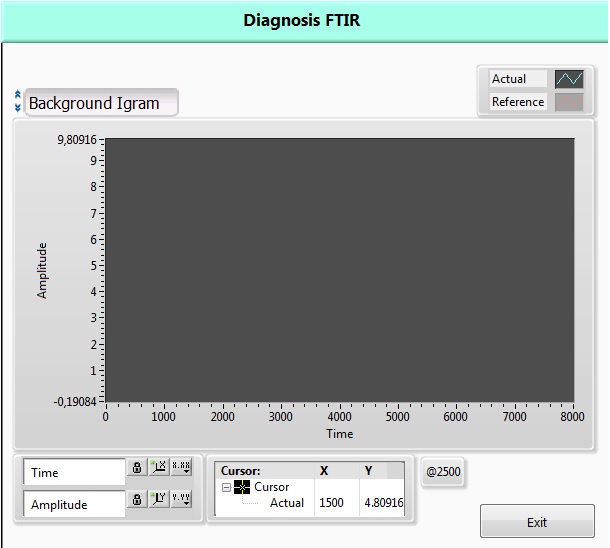 Diagnosis FTIR
Actual
Reference
Background Igram
9,80916
9
8
7
6
5
4
3
2
1
-0,19084
Amplitude
0 1000 2000 3000 4000 5000 6000 7000 8000
Time
Time X X.XX
Amplitude Y Y.YY
Cursor: X Y
Cursor
Actual 1500 4.80916
@2500
Exit